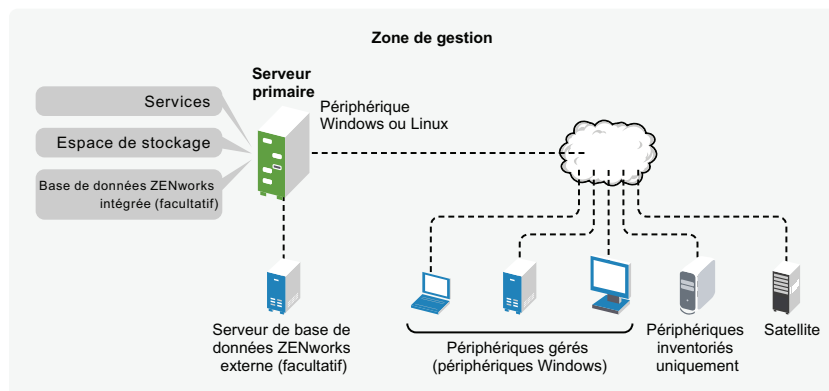 Zone de gestion
Serveur
primaire
Services
Espace de stockage
Base de données ZENworks
intégrée (facultatif)
Périphérique
Windows ou Linux
Serveur de base de
données ZENworks
externe (facultatif)
Périphériques gérés
(périphériques Windows)
Périphériques
inventoriés
uniquement
Satellite